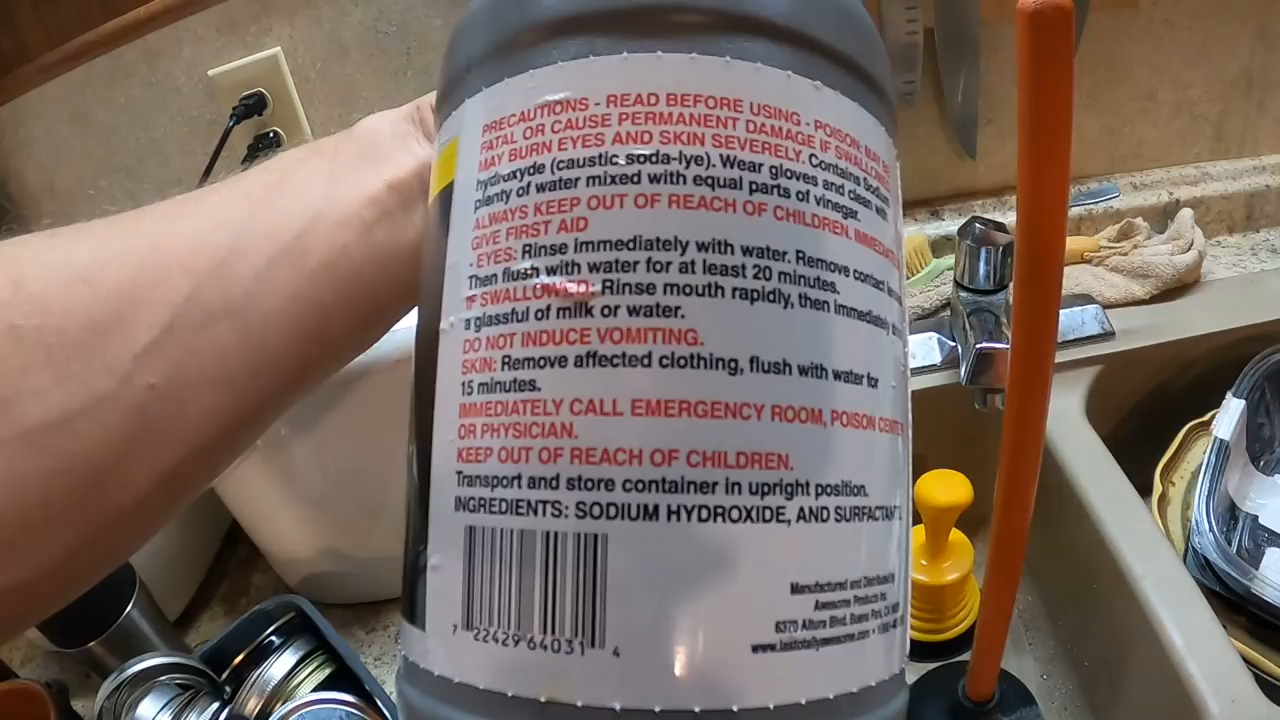 PRECAUTIONS - READ BEFORE USING - POISON: MAY BE
FATAL OR CAUSE PERMANENT DAMAGE IF SWALLOWED
MAY BURN EYES AND SKIN SEVERELY. Contains Sodium
hydroxyde (caustic soda-lye). Wear gloves and clean with
plenty of water mixed with equal parts of vinegar.
ALWAYS KEEP OUT OF REACH OF CHILDREN. IMMEDIATE
GIVE FIRST AID
- EYES: Rinse immediately with water. Remove contact
Then flush with water for at least 20 minutes.
IF SWALLOWED: Rinse mouth rapidly, then immediately
a glassful of milk or water.
DO NOT INDUCE VOMITING.
SKIN: Remove affected clothing, flush with water for
15 minutes.
IMMEDIATELY CALL EMERGENCY ROOM, POISON CENTE
OR PHYSICIAN.
KEEP OUT OF REACH OF CHILDREN.
Transport and store container in upright position.
INGREDIENTS: SODIUM HYDROXIDE, AND SURFACTANT
7 22429 64031 4
Manufactured and Distributed by
Awesome Products Inc.
6370 Altura Blvd. Buena Park, CA
www.lastotallyawesome.com